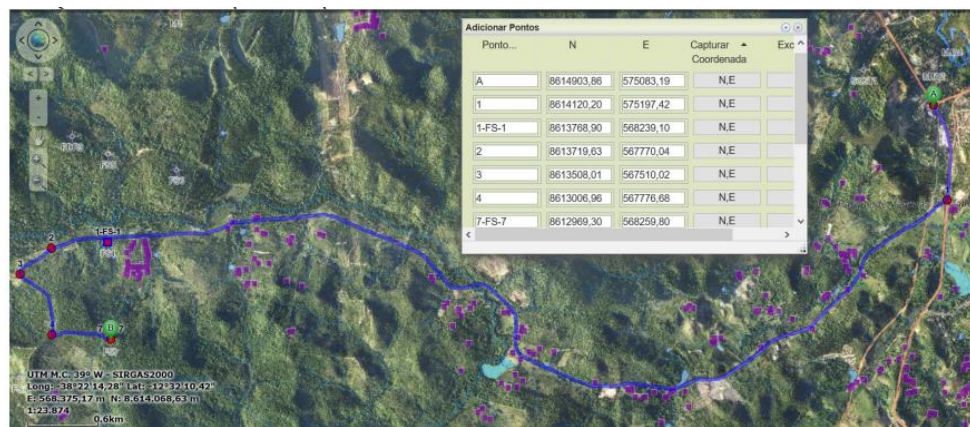 Adicionar Pontos
Ponto... N E Capturar Coordenada Exc
A 8614903,86 575083,19 N,E
1 8614120,20 575197,42 N,E
1-FS-1 8613768,90 568239,10 N,E
2 8613719,63 567770,04 N,E
3 8613508,01 567510,02 N,E
4 8613006,96 567776,68 N,E
7-FS-7 8612969,30 568259,80 N,E
A
1
1-FS-1
2
3
7 7
UTM M.C. 39° W - SIRGAS2000
Long: -38°22'14,28" Lat: -12°32'10,42"
E: 568.375,17 m N: 8.614.068,63 m
1:23.874
0.6km